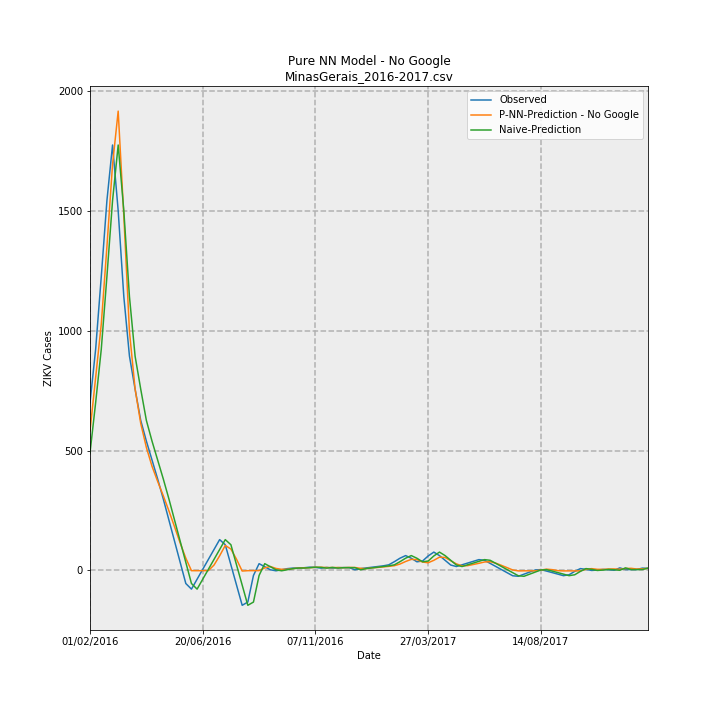 Pure NN Model - No Google
MinasGerais_2016-2017.csv
Observed
P-NN-Prediction - No Google
Naive-Prediction
ZIKV Cases
2000
1500
1000
500
0
01/02/2016
20/06/2016
07/11/2016
27/03/2017
14/08/2017
Date